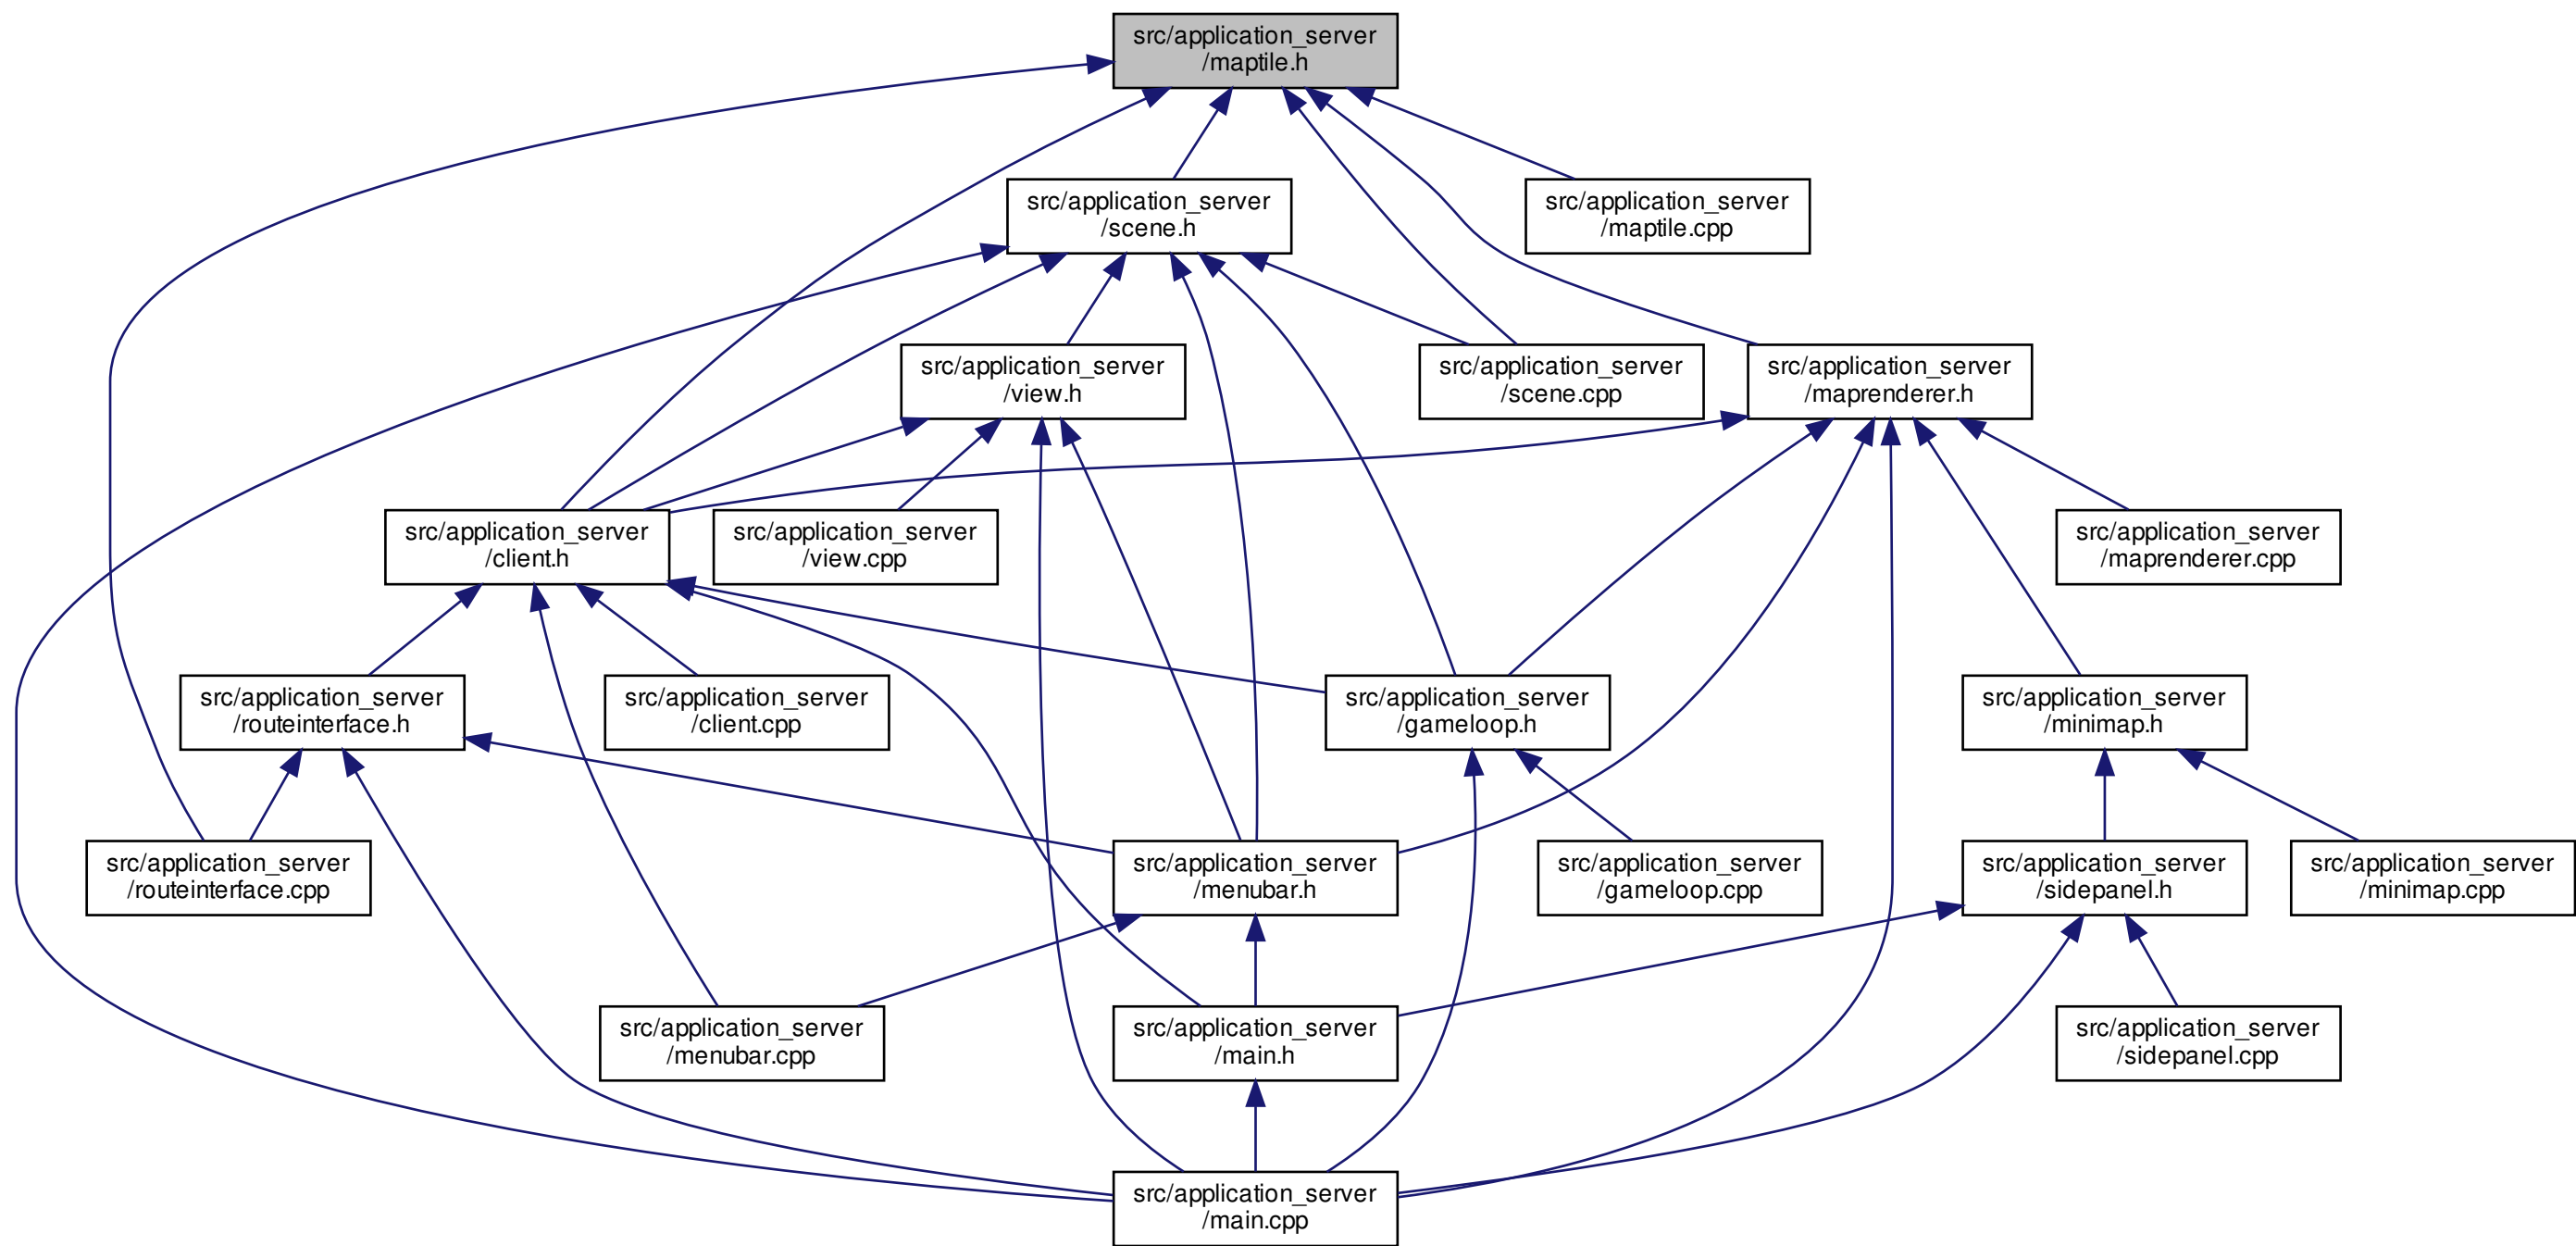 src/application_server
/maptile.h
src/application_server
/scene.h
src/application_server
/maptile.cpp
src/application_server
/view.h
src/application_server
/scene.cpp
src/application_server
/maprenderer.h
src/application_server
/client.h
src/application_server
/view.cpp
src/application_server
/maprenderer.cpp
src/application_server
/routeinterface.h
src/application_server
/client.cpp
src/application_server
/gameloop.h
src/application_server
/minimap.h
src/application_server
/routeinterface.cpp
src/application_server
/menubar.h
src/application_server
/gameloop.cpp
src/application_server
/sidepanel.h
src/application_server
/minimap.cpp
src/application_server
/menubar.cpp
src/application_server
/main.h
src/application_server
/sidepanel.cpp
src/application_server
/main.cpp